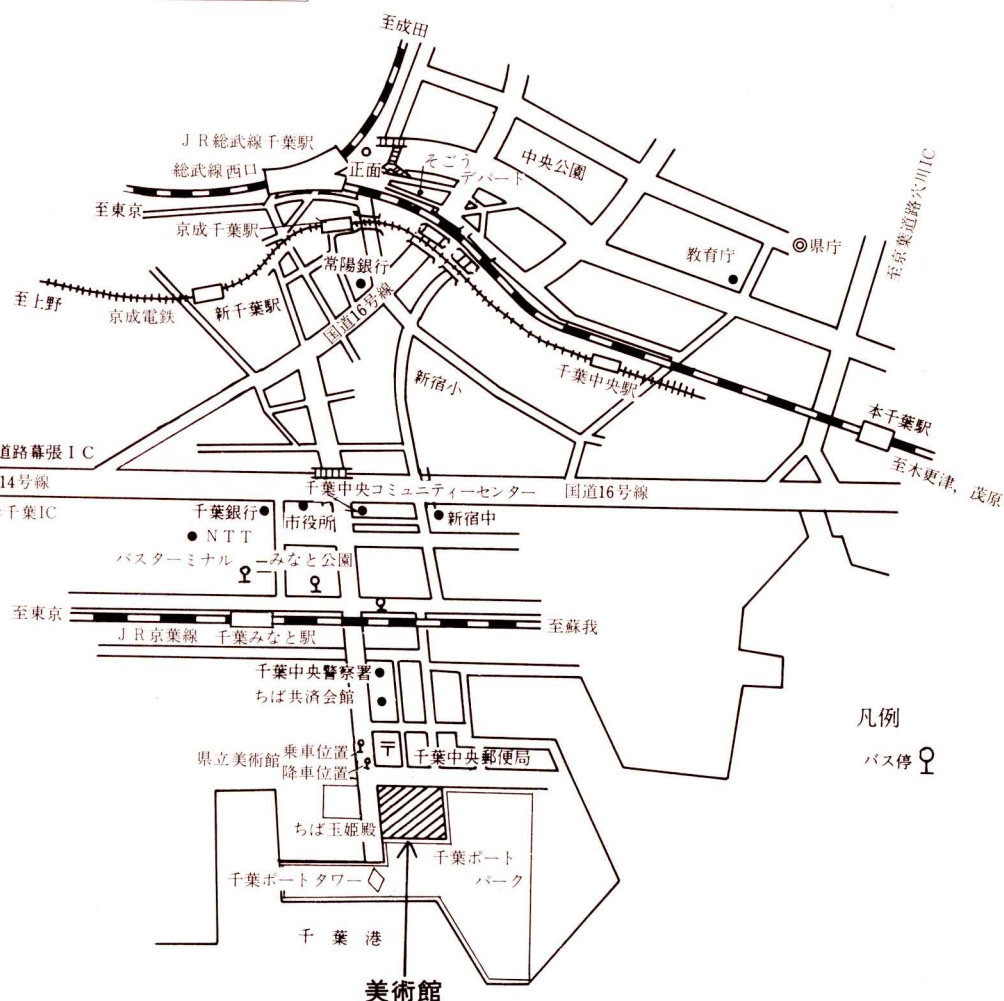 至成田
JR総武線千葉駅
総武線西口
正面
そごう
デパート
中央公園
至東京
京成千葉駅
常陽銀行
教育庁
県庁
至京葉道路穴川IC
至上野
京成電鉄
新千葉駅
国道16号線
新宿小
千葉中央駅
本千葉駅
至木更津,茂原
道路幕張IC
14号線
千葉IC
千葉中央コミュニティーセンター
国道16号線
千葉銀行
市役所
新宿中
NTT
バスターミナル
みなと公園
至東京
JR京葉線
千葉みなと駅
至蘇我
千葉中央警察署
ちば共済会館
県立美術館
乗車位置
降車位置
〒
千葉中央郵便局
凡例
バス停
ちば玉姫殿
千葉ポート
パーク
千葉ポートタワー
千葉港
美術館